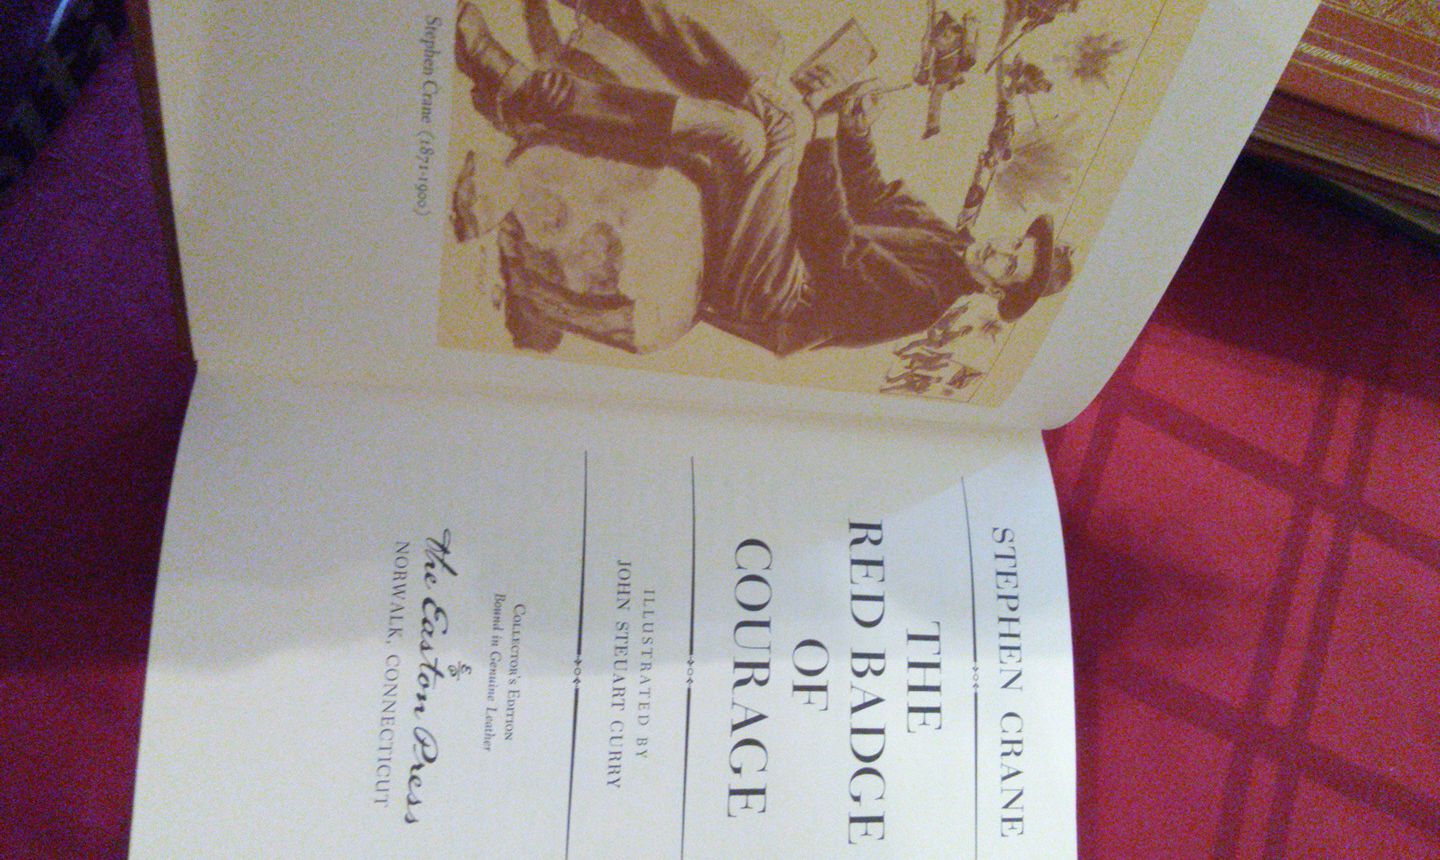 Stephen Crane (1871-1900)
STEPHEN CRANE
THE
RED BADGE
OF
COURAGE
ILLUSTRATED BY
JOHN STEUART CURRY
COLLECTOR'S EDITION
Bound in Genuine Leather
The Easton Press
NORWALK, CONNECTICUT